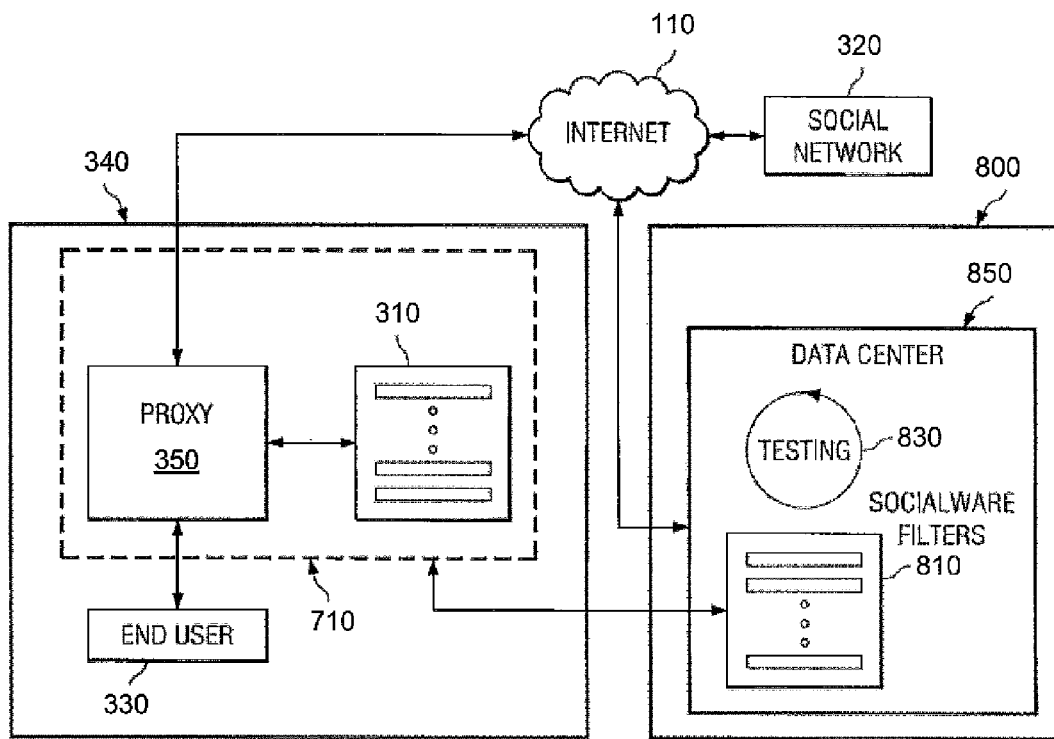 110
320
INTERNET
SOCIAL
NETWORK
340
800
850
310
DATA CENTER
PROXY
350
TESTING
830
SOCIALWARE
FILTERS
810
710
END USER
330